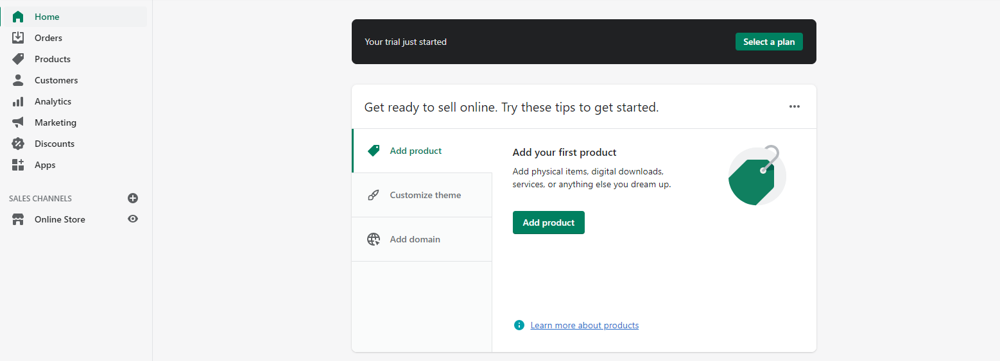 Home
Orders
Products
Customers
Analytics
Marketing
Discounts
Apps
SALES CHANNELS
Online Store
Your trial just started
Select a plan
Get ready to sell online. Try these tips to get started.
Add product
Customize theme
Add domain
Add your first product
Add physical items, digital downloads,
services, or anything else you dream up.
Add product
Learn more about products